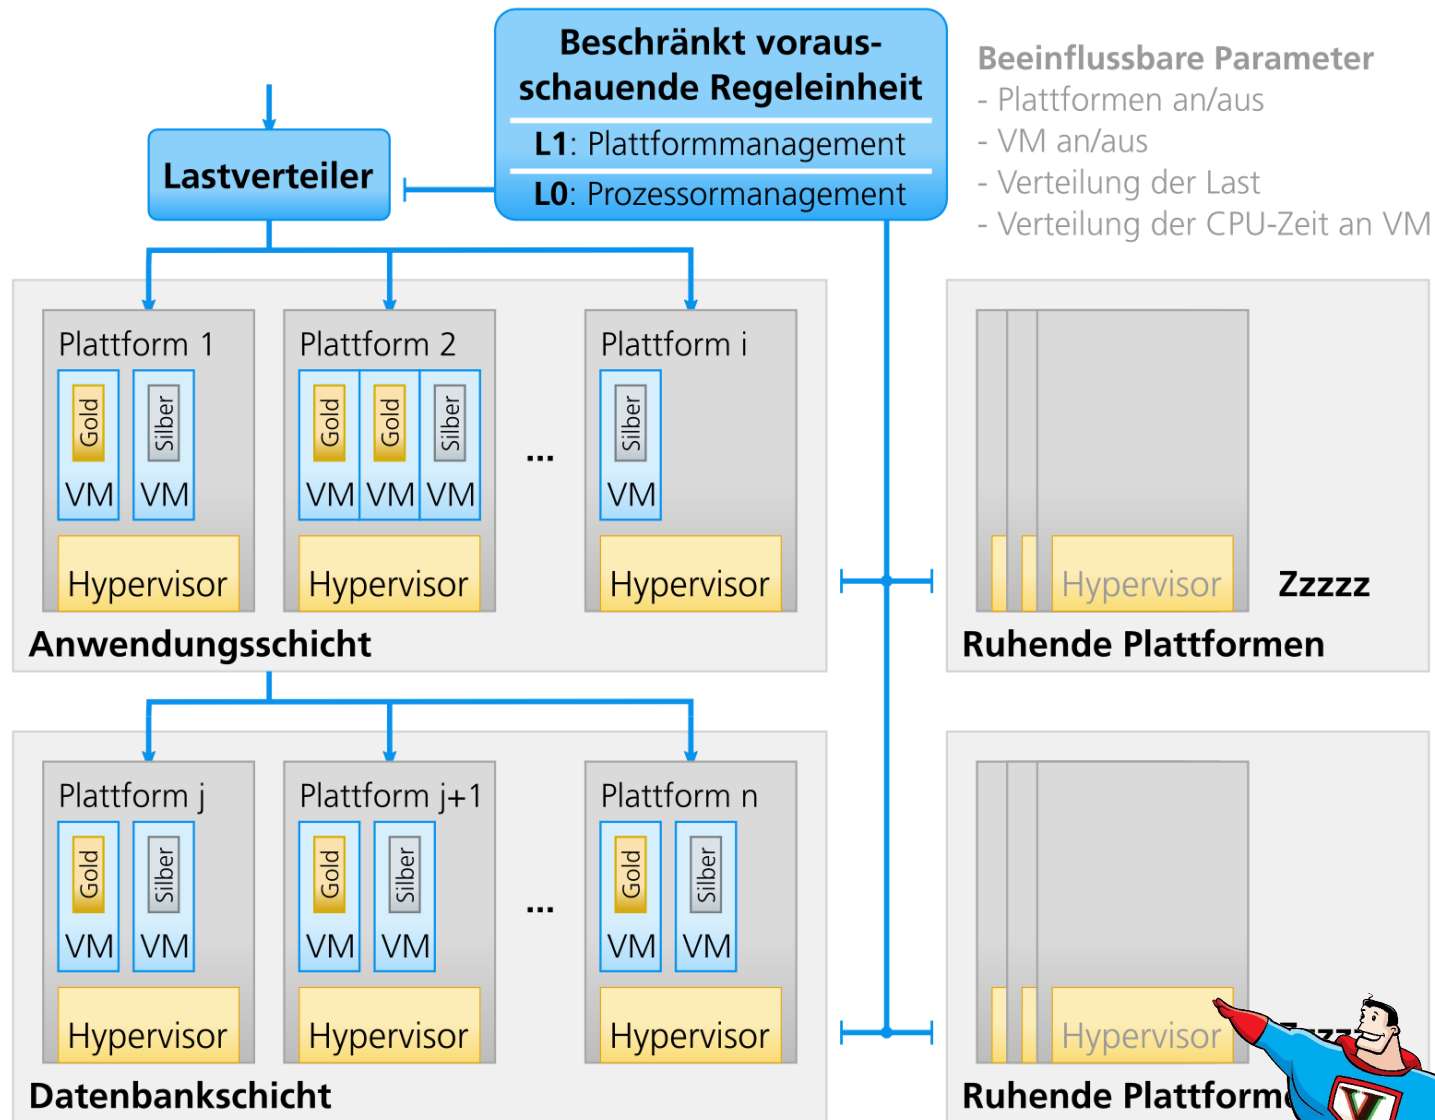 Beschränkt voraus-
schauende Regeleinheit
L1: Plattformmanagement
L0: Prozessormanagement
Beeinflussbare Parameter
- Plattformen an/aus
- VM an/aus
- Verteilung der Last
- Verteilung der CPU-Zeit an VM
Lastverteiler
Plattform 1
Gold
Silber
VM
VM
Hypervisor
Plattform 2
Gold
Gold
Silber
VM
VM
VM
Hypervisor
...
Plattform i
Silber
VM
Hypervisor
Anwendungsschicht
Hypervisor
Zzzzz
Ruhende Plattformen
Plattform j
Gold
Silber
VM
VM
Hypervisor
Plattform j+1
Gold
Silber
VM
VM
Hypervisor
...
Plattform n
Gold
Silber
VM
VM
Hypervisor
Datenbankschicht
Hypervisor
Ruhende
V